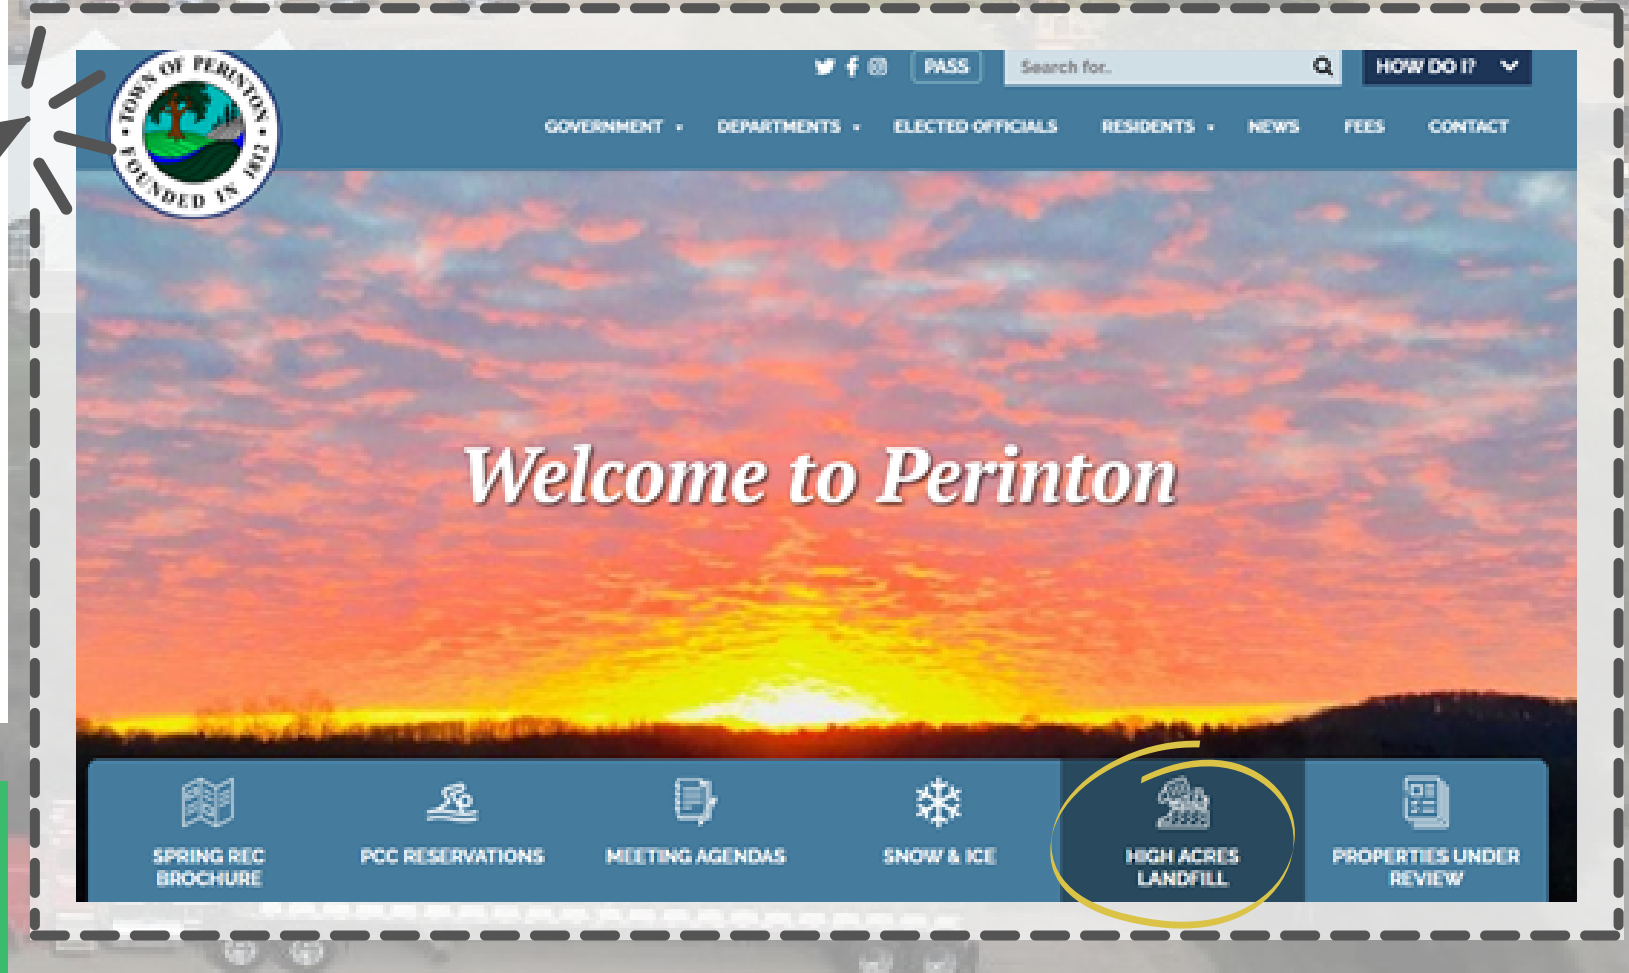 TOWN OF PERINTON
FOUNDED IN 1812
PASS
Search for..
HOW DO I?
GOVERNMENT
DEPARTMENTS
ELECTED OFFICIALS
RESIDENTS
NEWS
FEES
CONTACT
Welcome to Perinton
SPRING REC
BROCHURE
PCC RESERVATIONS
MEETING AGENDAS
SNOW & ICE
HIGH ACRES
LANDFILL
PROPERTIES UNDER
REVIEW